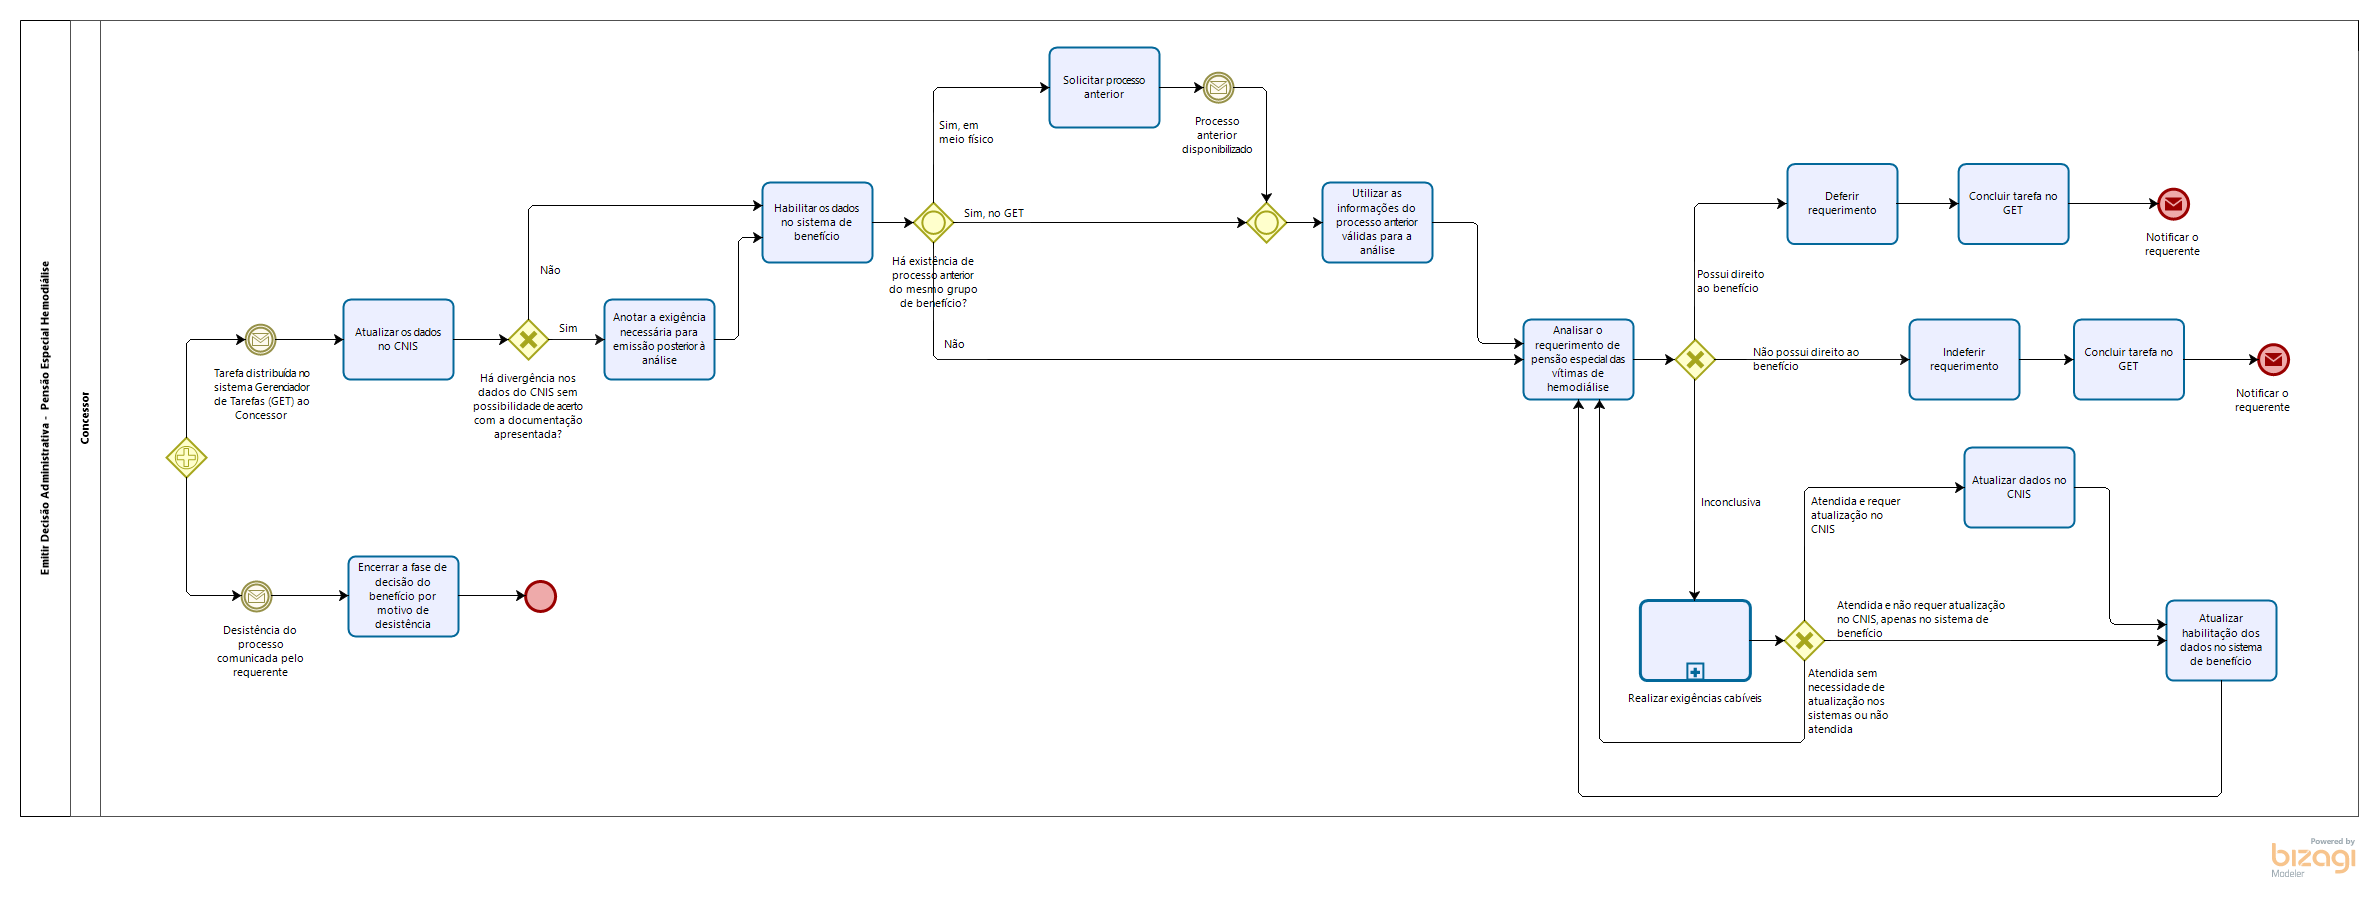 Emitir Decisão Administrativa - Pensão Especial Hemodiálise
Concessor
Tarefa distribuída no
sistema Gerenciador
de Tarefas (GET) ao
Concessor
Atualizar os dados
no CNIS
Há divergência nos
dados do CNIS sem
possibilidade de acerto
com a documentação
apresentada?
Não
Sim
Anotar a exigência
necessária para
emissão posterior à
análise
Habilitar os dados
no sistema de
benefício
Há existência de
processo anterior
do mesmo grupo
de benefício?
Sim, em
meio físico
Solicitar processo
anterior
Processo
anterior
disponibilizado
Sim, no GET
Não
Utilizar as
informações do
processo anterior
válidas para a
análise
Analisar o
requerimento de
pensão especial das
vítimas de
hemodiálise
Possui direito
ao benefício
Deferir
requerimento
Concluir tarefa no
GET
Notificar o
requerente
Não possui direito ao
benefício
Indeferir
requerimento
Concluir tarefa no
GET
Notificar o
requerente
Inconclusiva
Realizar exigências cabíveis
Atendida e requer
atualização no
CNIS
Atualizar dados no
CNIS
Atendida e não requer atualização
no CNIS, apenas no sistema de
benefício
Atualizar
habilitação dos
dados no sistema
de benefício
Atendida sem
necessidade de
atualização nos
sistemas ou não
atendida
Desistência do
processo
comunicada pelo
requerente
Encerrar a fase de
decisão do
benefício por
motivo de
desistência
Powered by
bizagi
Modeler